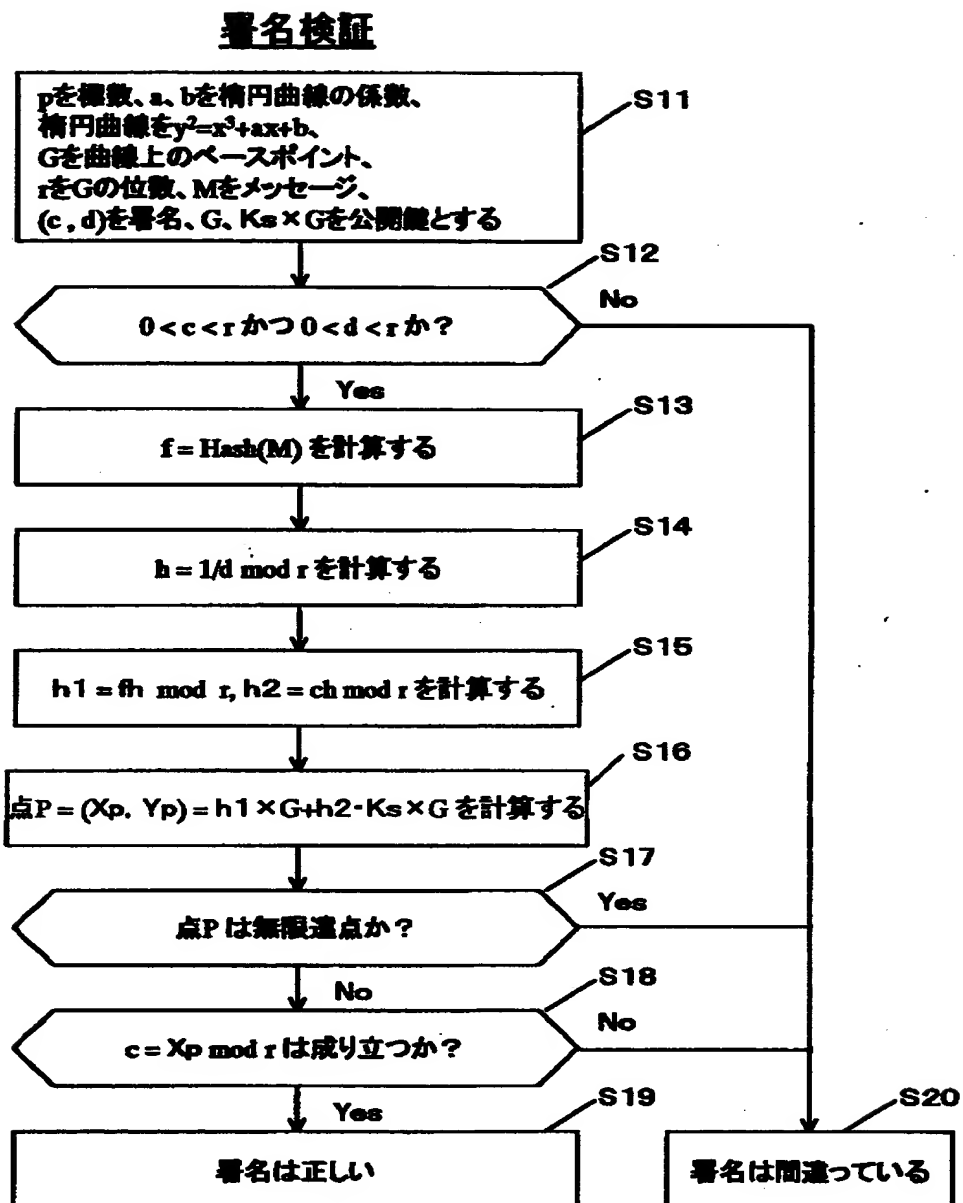 署名検証
pを標数、a、bを楕円曲線の係数、
楕円曲線をy²=x³+ax+b、
Gを曲線上のベースポイント、
rをGの位数、Mをメッセージ、
(c , d)を署名、G、Ks×Gを公開鍵とする
S11
S12
0<c<r かつ 0<d<r か？
No
Yes
S13
f = Hash(M) を計算する
S14
h = 1/d mod r を計算する
S15
h1 = fh mod r, h2 = ch mod r を計算する
S16
点P = (Xp, Yp) = h1×G+h2・Ks×G を計算する
S17
点P は無限遠点か？
Yes
No
S18
c = Xp mod r は成り立つか？
No
Yes
S19
署名は正しい
S20
署名は間違っている